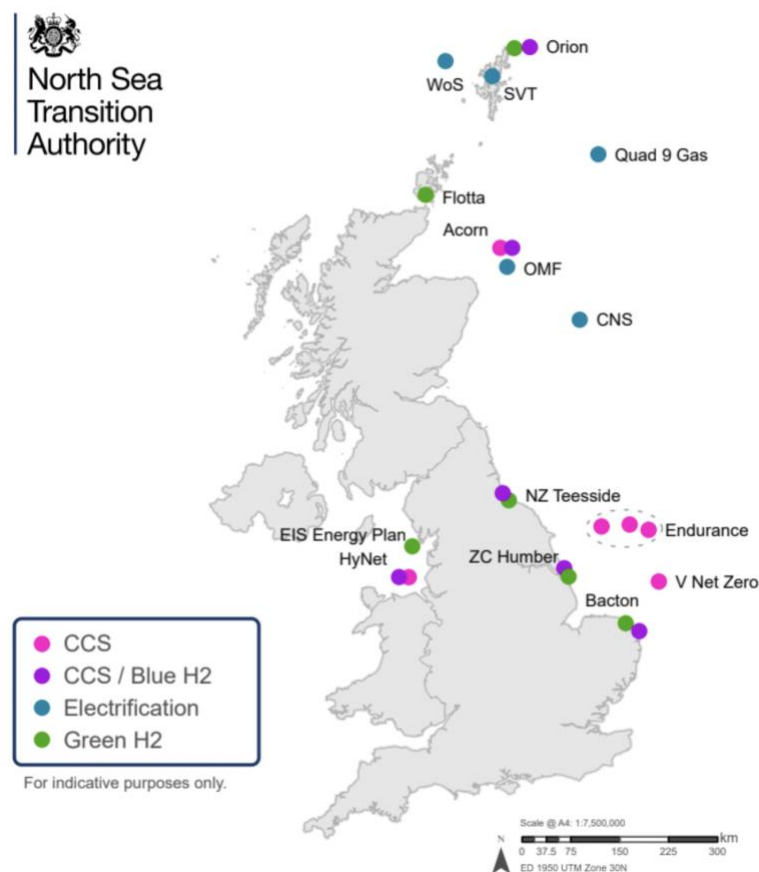 North Sea
Transition
Authority
Orion
WoS
SVT
Quad 9 Gas
Flotta
Acorn
OMF
CNS
NZ Teesside
EIS Energy Plan
Endurance
HyNet
ZC Humber
V Net Zero
Bacton
CCS
CCS / Blue H2
Electrification
Green H2
For indicative purposes only.
Scale @ A4: 1:7,500,000
N
km
0 37.5 75 150 225 300
ED 1950 UTM Zone 30N